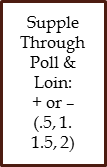 Supple
Through
Poll &
Loin:
+ or –
(.5, 1.
1.5, 2)